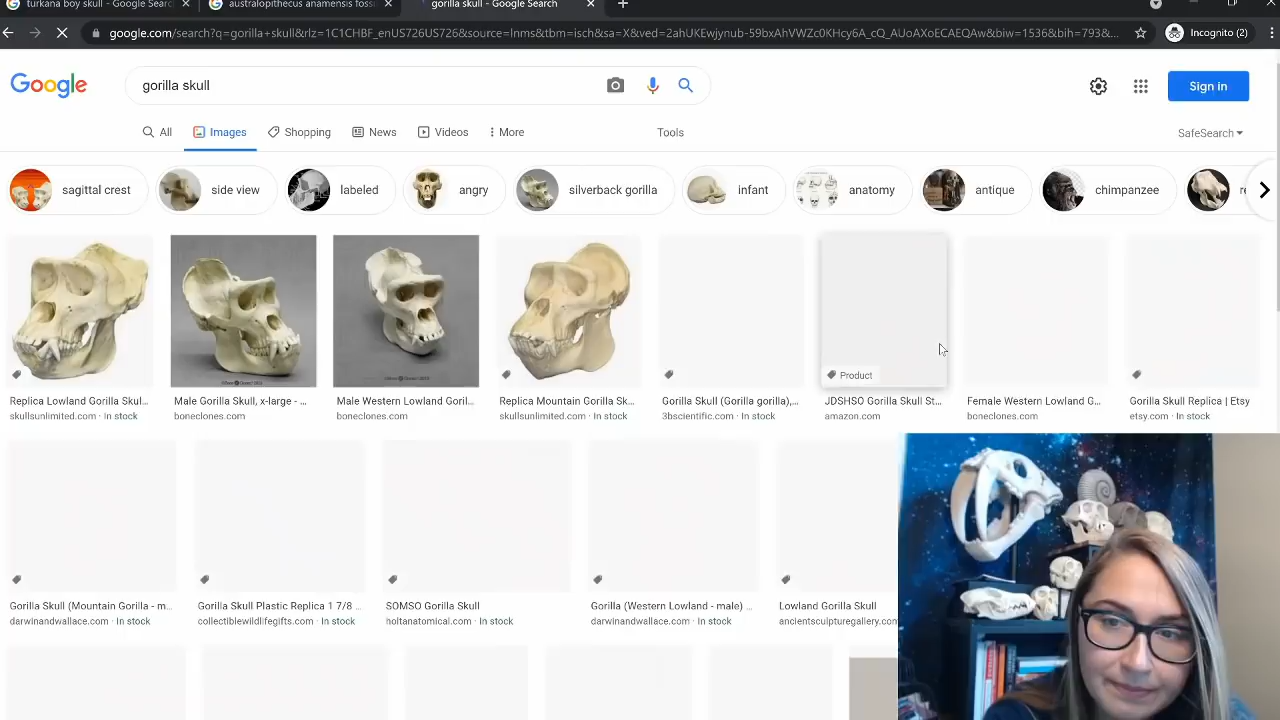 turkana boy skull - Google Search
australopithecus anamensis fossi
gorilla skull - Google Search
google.com/search?q=gorilla+skull&rlz=1C1CHBF_enUS726US726&source=lnms&tbm=isch&sa=X&ved=2ahUKEwjynub-59bxAhVWZc0KHcy6A_cQ_AUoAXoECAEQAw&biw=1536&bih=793&...
Incognito (2)
Google
gorilla skull
Sign in
All
Images
Shopping
News
Videos
More
Tools
SafeSearch
sagittal crest
side view
labeled
angry
silverback gorilla
infant
anatomy
antique
chimpanzee
Product
Replica Lowland Gorilla Skul...
Male Gorilla Skull, x-large - ...
Male Western Lowland Goril...
Replica Mountain Gorilla Sk...
Gorilla Skull (Gorilla gorilla),...
JDSHSO Gorilla Skull St...
Female Western Lowland G...
Gorilla Skull Replica | Etsy
skullsunlimited.com · In stock
boneclones.com
boneclones.com
skullsunlimited.com · In stock
3bscientific.com · In stock
amazon.com
boneclones.com
etsy.com · In stock
Gorilla Skull (Mountain Gorilla - m...
Gorilla Skull Plastic Replica 1 7/8 ...
SOMSO Gorilla Skull
Gorilla (Western Lowland - male) ...
Lowland Gorilla Skull
darwinandwallace.com · In stock
collectiblewildlifegifts.com · In stock
holtanatomical.com · In stock
darwinandwallace.com · In stock
ancientsculpturegallery.com